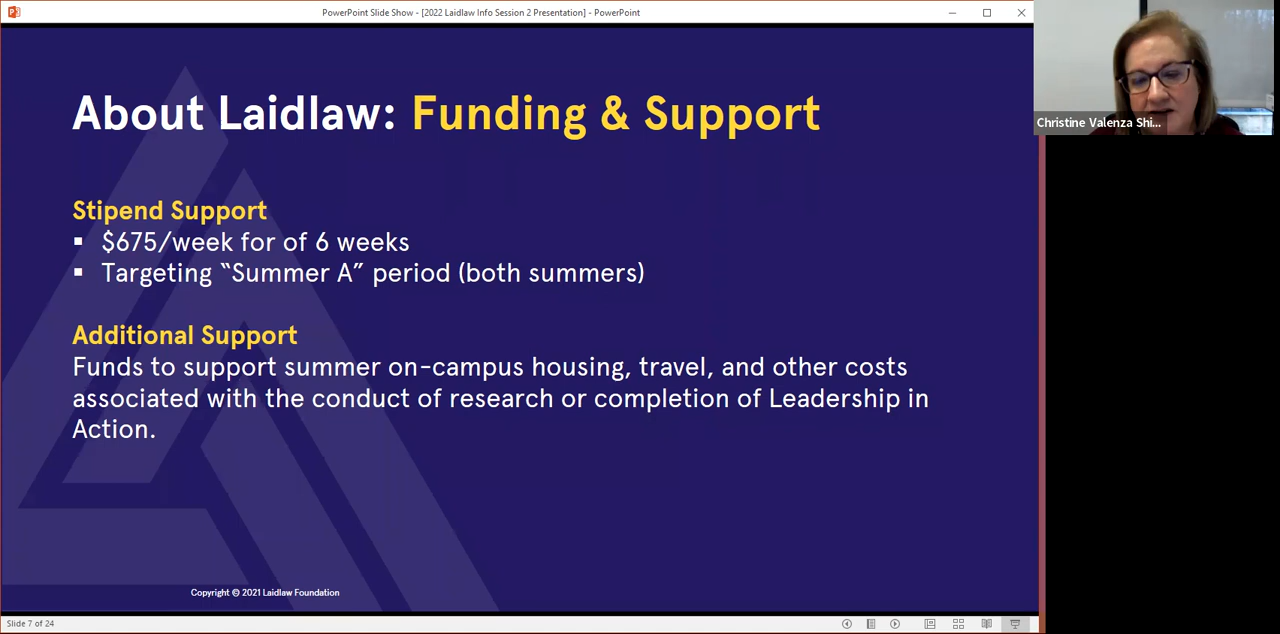 PowerPoint Slide Show - [2022 Laidlaw Info Session 2 Presentation] - PowerPoint
Christine Valenza Shi...
About Laidlaw: Funding & Support
Stipend Support
▪ $675/week for of 6 weeks
▪ Targeting “Summer A” period (both summers)
Additional Support
Funds to support summer on-campus housing, travel, and other costs
associated with the conduct of research or completion of Leadership in
Action.
Copyright © 2021 Laidlaw Foundation
Slide 7 of 24